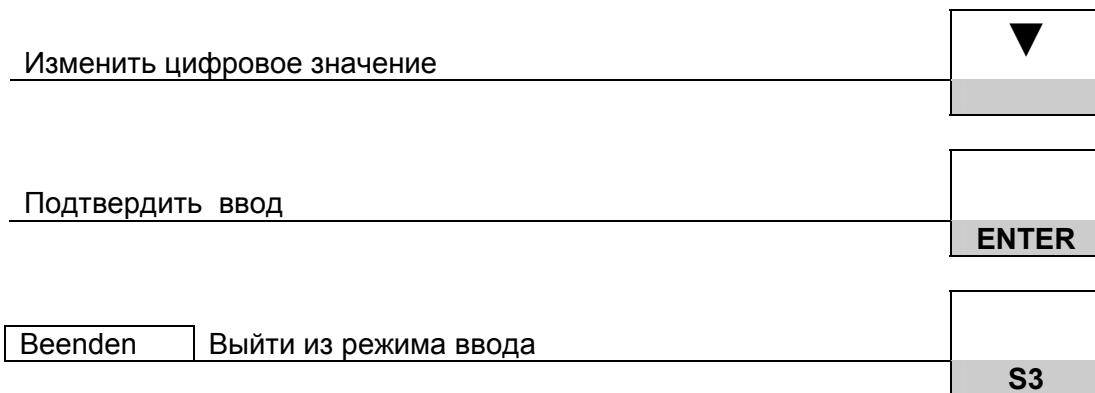 ▼
Изменить цифровое значение
Подтвердить ввод
ENTER
Beenden Выйти из режима ввода
S3